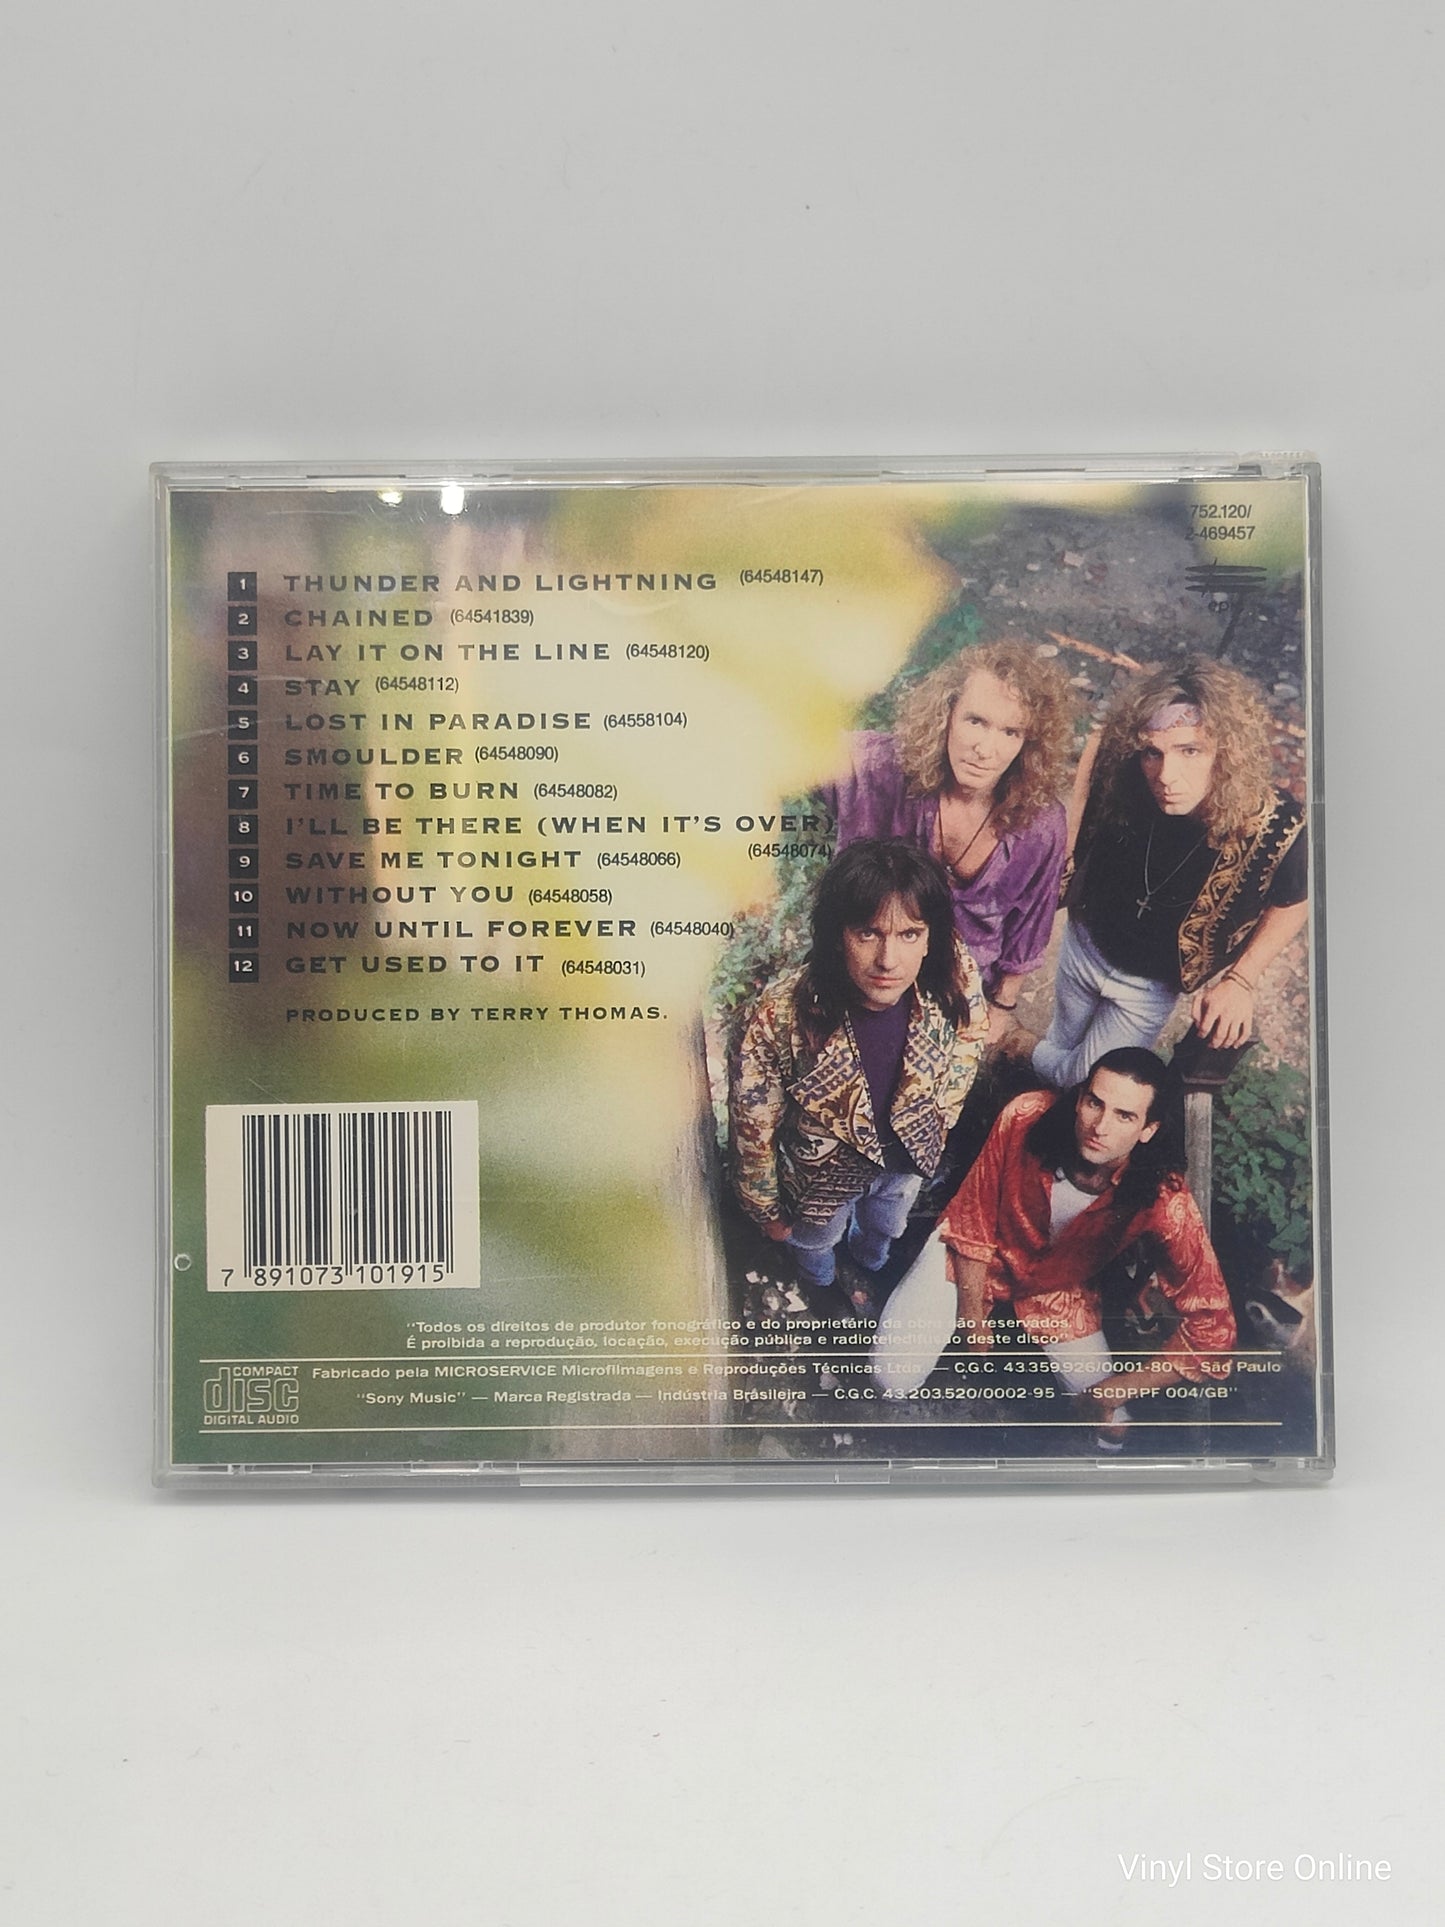 752.120/
2-469457
epic
1 THUNDER AND LIGHTNING (64548147)
2 CHAINED (64541839)
3 LAY IT ON THE LINE (64548120)
4 STAY (64548112)
5 LOST IN PARADISE (64558104)
6 SMOULDER (64548090)
7 TIME TO BURN (64548082)
8 I'LL BE THERE (WHEN IT'S OVER)
(64548074)
9 SAVE ME TONIGHT (64548066)
10 WITHOUT YOU (64548058)
11 NOW UNTIL FOREVER (64548040)
12 GET USED TO IT (64548031)
PRODUCED BY TERRY THOMAS.
7 891073 101915
"Todos os direitos de produtor fonográfico e do proprietário da obra são reservados.
É proibida a reprodução, locação, execução pública e radioteledifusão deste disco"
COMPACT
disc
DIGITAL AUDIO
Fabricado pela MICROSERVICE Microfilmagens e Reproduções Técnicas Ltda. — C.G.C. 43.359.926/0001-80 — São Paulo
"Sony Music" — Marca Registrada — Indústria Brasileira — C.G.C. 43.203.520/0002-95 — "SCDP.PF 004/GB"
Vinyl Store Online